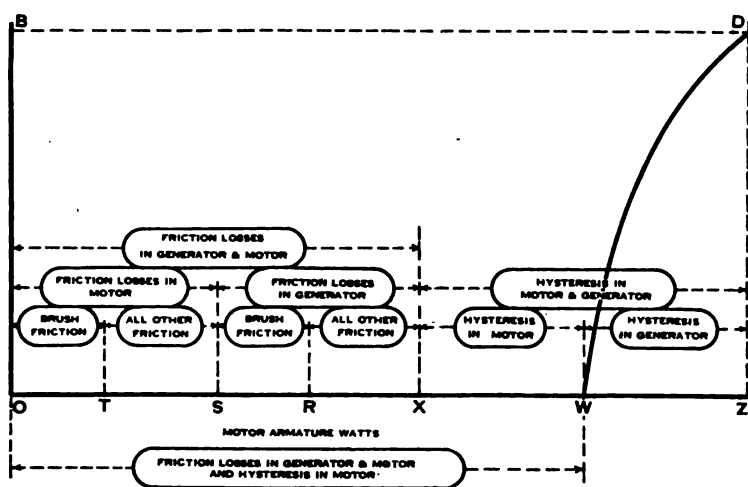 B
D
FRICTION LOSSES
IN GENERATOR & MOTOR
FRICTION LOSSES IN
MOTOR
FRICTION LOSSES
IN GENERATOR
HYSTERESIS IN
MOTOR & GENERATOR
BRUSH
FRICTION
ALL OTHER
FRICTION
BRUSH
FRICTION
ALL OTHER
FRICTION
HYSTERESIS
IN MOTOR
HYSTERESIS
IN GENERATOR
O
T
S
R
X
W
Z
MOTOR ARMATURE WATTS
FRICTION LOSSES IN GENERATOR & MOTOR
AND HYSTERESIS IN MOTOR